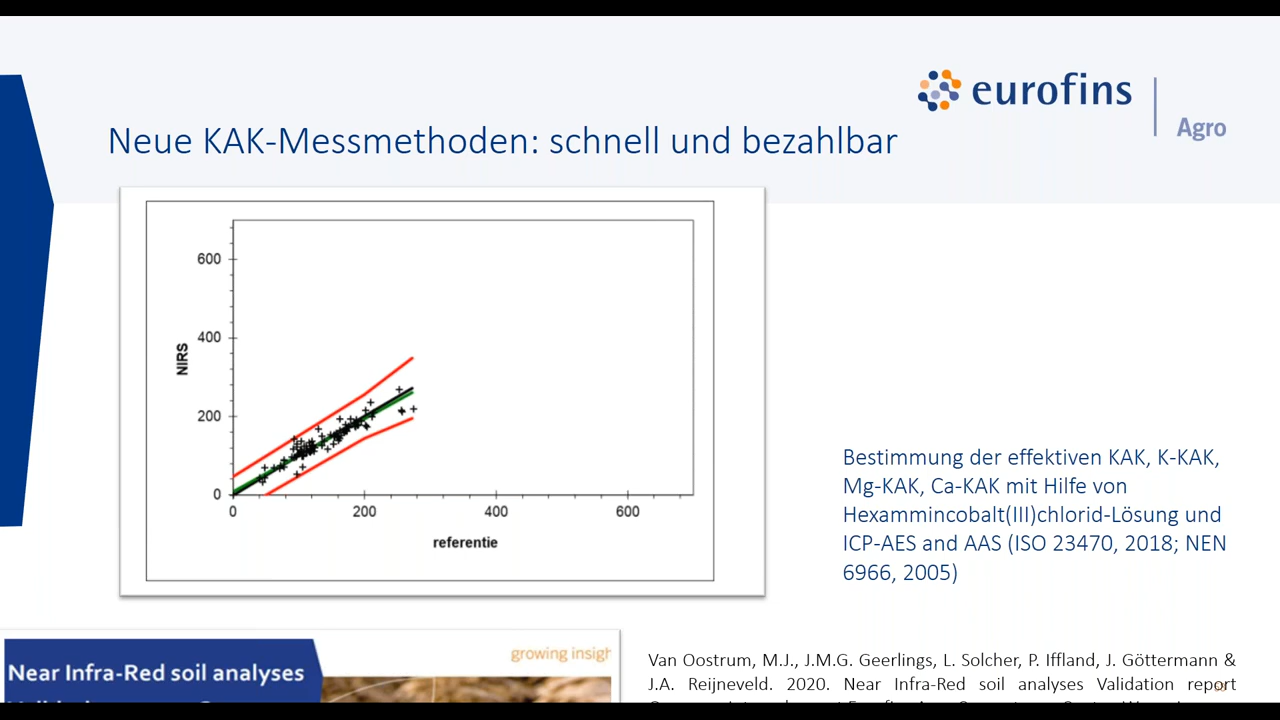 eurofins
Agro
Neue KAK-Messmethoden: schnell und bezahlbar
600
400
200
0
NIRS
0 200 400 600
referentie
Bestimmung der effektiven KAK, K-KAK,
Mg-KAK, Ca-KAK mit Hilfe von
Hexammincobalt(III)chlorid-Lösung und
ICP-AES and AAS (ISO 23470, 2018; NEN
6966, 2005)
growing insigh
Near Infra-Red soil analyses
Van Oostrum, M.J., J.M.G. Geerlings, L. Solcher, P. Iffland, J. Göttermann &
J.A. Reijneveld. 2020. Near Infra-Red soil analyses Validation report